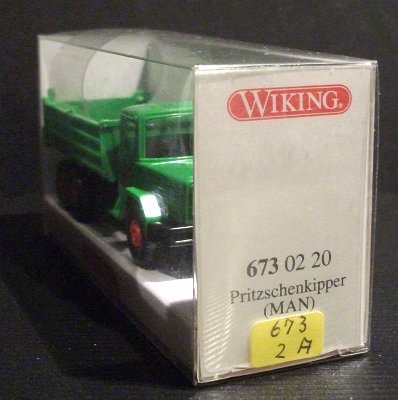 WIKING®
673 02 20
Pritzschenkipper
(MAN)
673
2 A